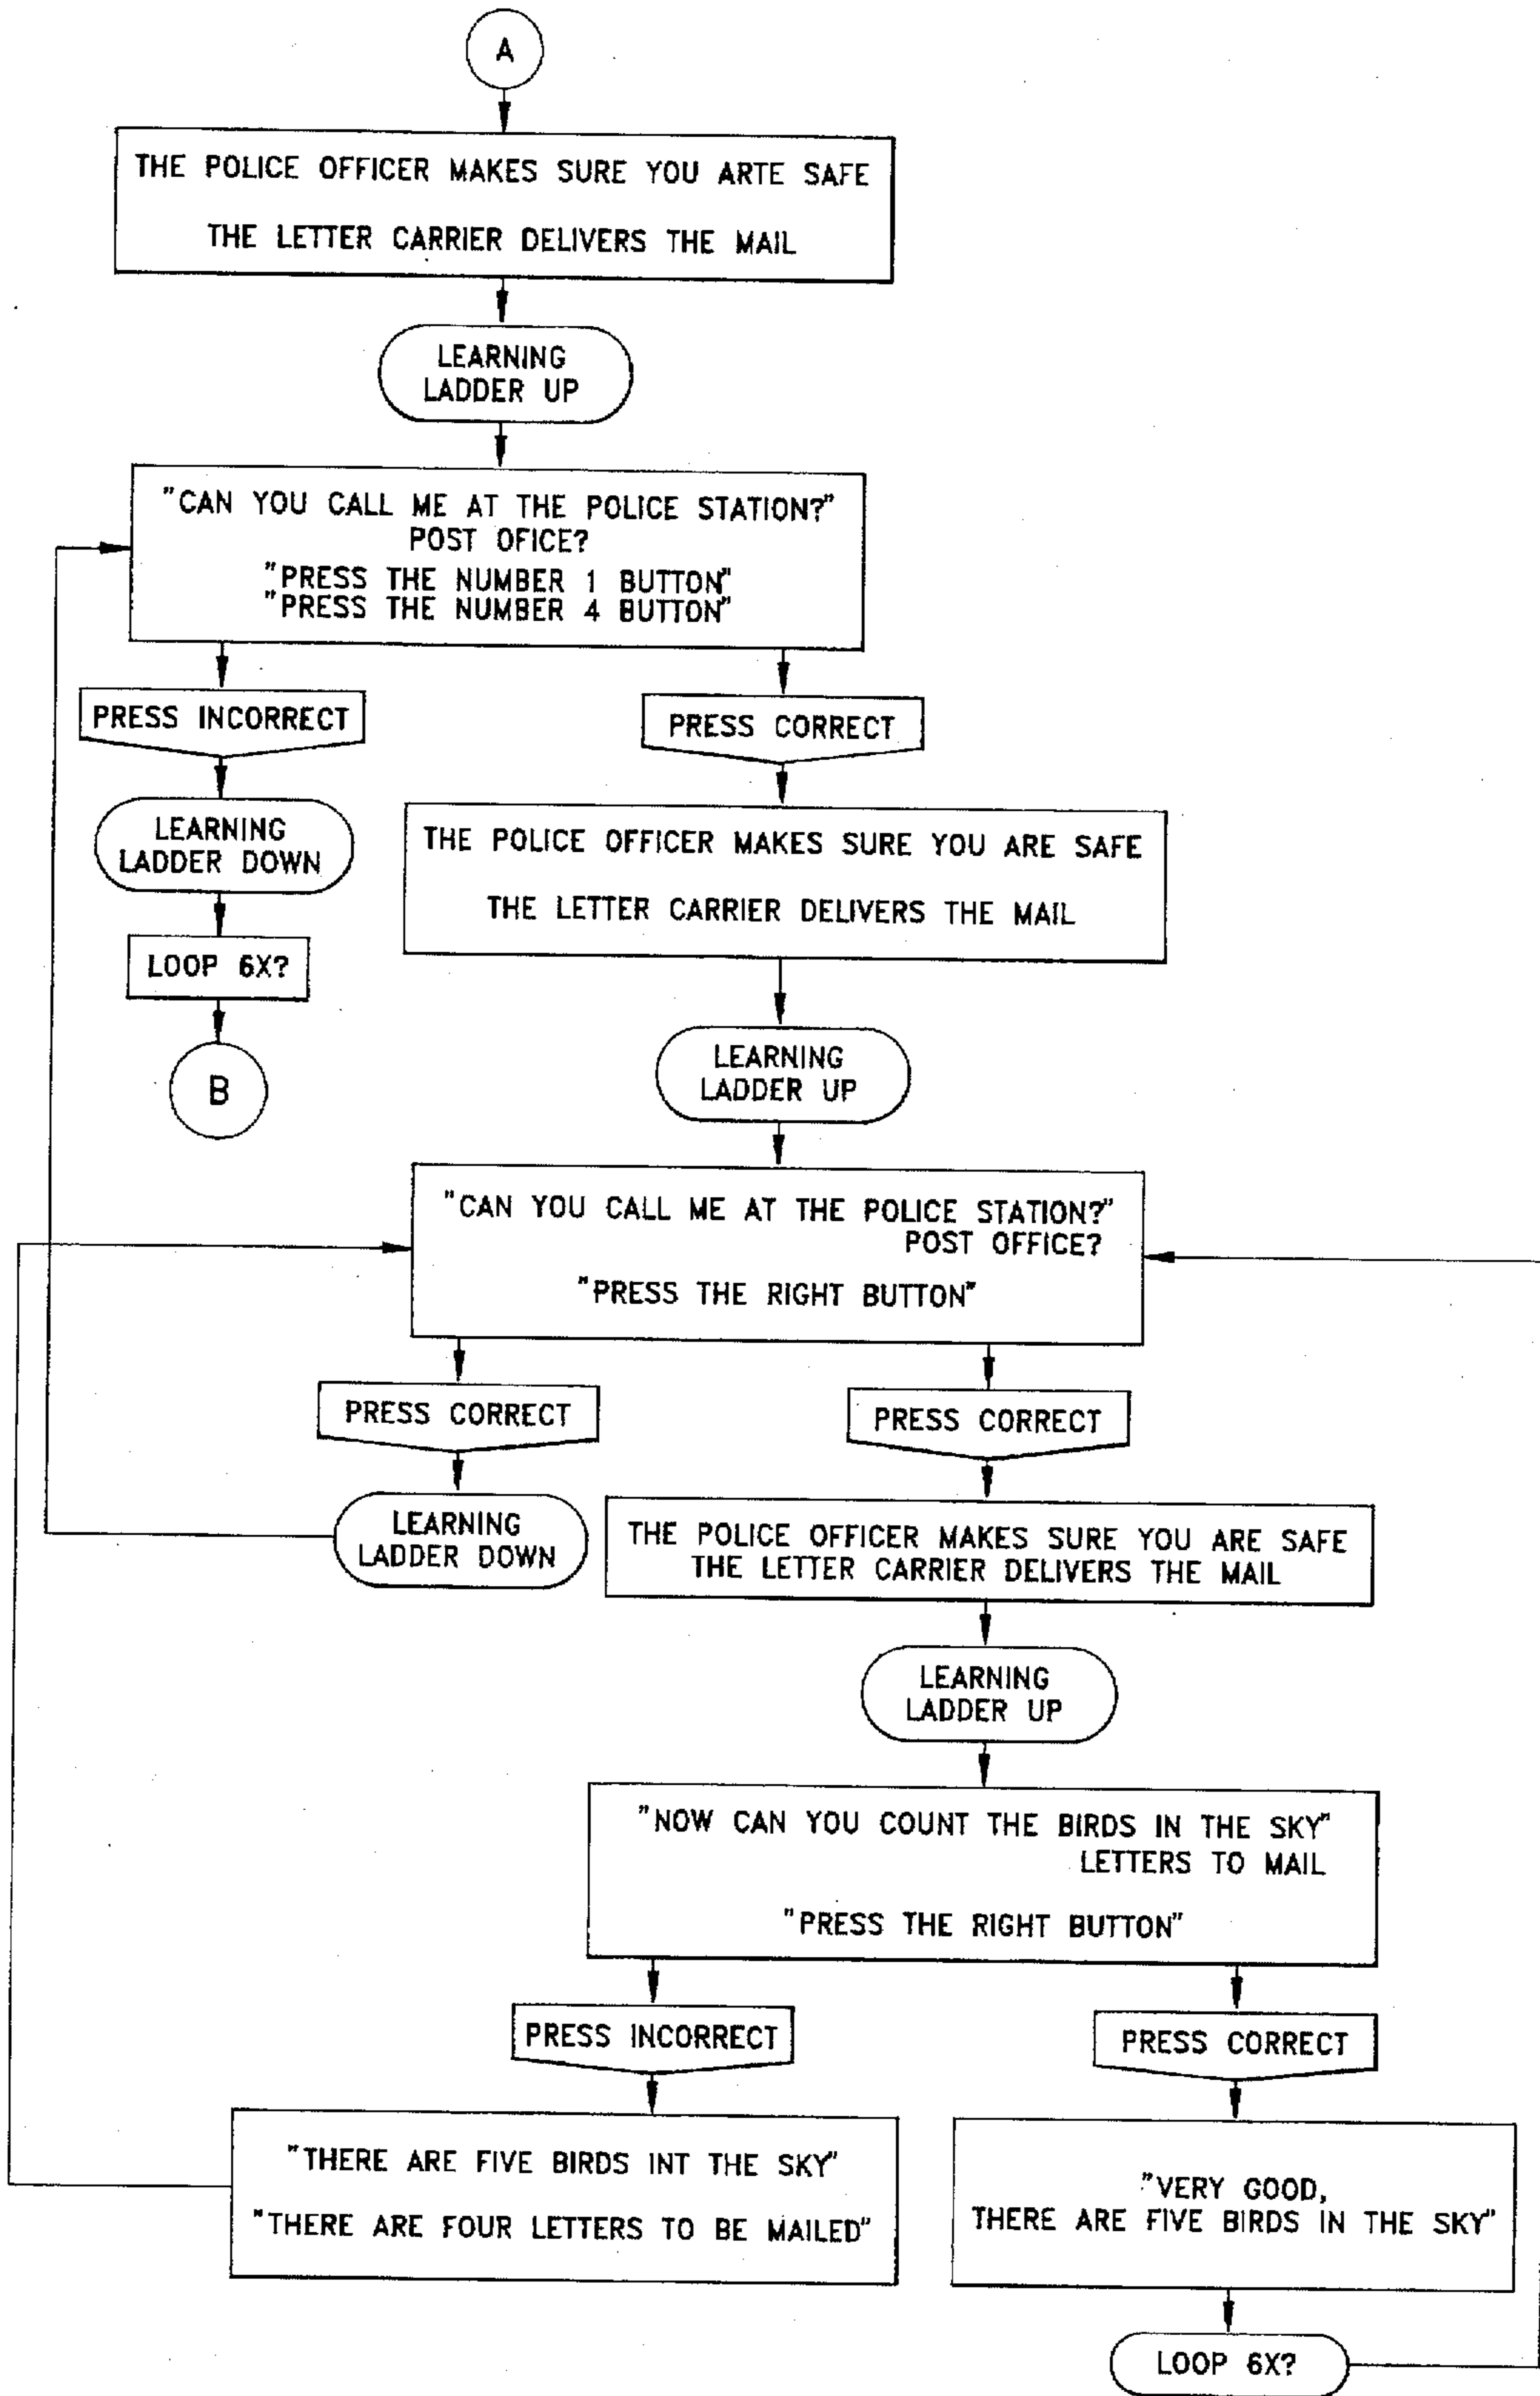 A
THE POLICE OFFICER MAKES SURE YOU ARTE SAFE
THE LETTER CARRIER DELIVERS THE MAIL
LEARNING
LADDER UP
"CAN YOU CALL ME AT THE POLICE STATION?"
POST OFICE?
"PRESS THE NUMBER 1 BUTTON"
"PRESS THE NUMBER 4 BUTTON"
PRESS INCORRECT
PRESS CORRECT
LEARNING
LADDER DOWN
THE POLICE OFFICER MAKES SURE YOU ARE SAFE
THE LETTER CARRIER DELIVERS THE MAIL
LOOP 6X?
B
LEARNING
LADDER UP
"CAN YOU CALL ME AT THE POLICE STATION?"
POST OFFICE?
"PRESS THE RIGHT BUTTON"
PRESS CORRECT
PRESS CORRECT
LEARNING
LADDER DOWN
THE POLICE OFFICER MAKES SURE YOU ARE SAFE
THE LETTER CARRIER DELIVERS THE MAIL
LEARNING
LADDER UP
"NOW CAN YOU COUNT THE BIRDS IN THE SKY"
LETTERS TO MAIL
"PRESS THE RIGHT BUTTON"
PRESS INCORRECT
PRESS CORRECT
"THERE ARE FIVE BIRDS INT THE SKY"
"THERE ARE FOUR LETTERS TO BE MAILED"
"VERY GOOD,
THERE ARE FIVE BIRDS IN THE SKY"
LOOP 6X?